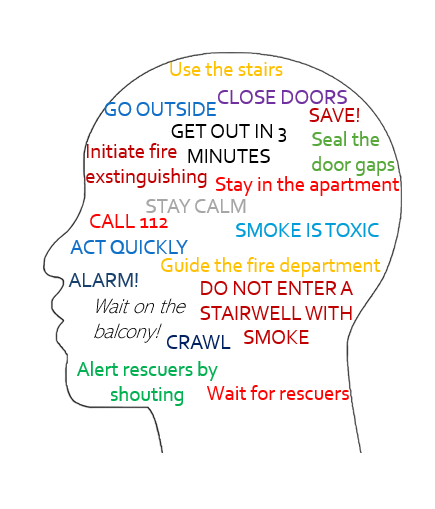 Use the stairs
CLOSE DOORS
GO OUTSIDE
SAVE!
GET OUT IN 3
MINUTES
Seal the
door gaps
Initiate fire
exstinguishing
Stay in the apartment
STAY CALM
CALL 112
SMOKE IS TOXIC
ACT QUICKLY
Guide the fire department
ALARM!
DO NOT ENTER A
STAIRWELL WITH
SMOKE
Wait on the
balcony!
CRAWL
Alert rescuers by
shouting
Wait for rescuers